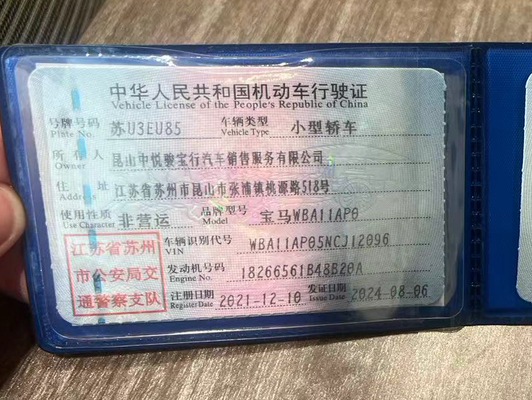 中华人民共和国机动车行驶证
Vehicle License of the People's Republic of China
号牌号码 苏U3EU85 车辆类型 小型轿车
Plate No. Vehicle Type
所有人 昆山中悦骏宝行汽车销售服务有限公司
Owner
住址 江苏省苏州市昆山市张浦镇桃源路518号
Address
使用性质 非营运 品牌型号 宝马WBA11AP0
Use Character Model
江苏省苏州
市公安局交
通警察支队
车辆识别代号 WBA11AP05NCJ12096
VIN
发动机号码 18266561B48B20A
Engine No.
注册日期 2021-12-10 发证日期 2024-08-06
Register Date Issue Date